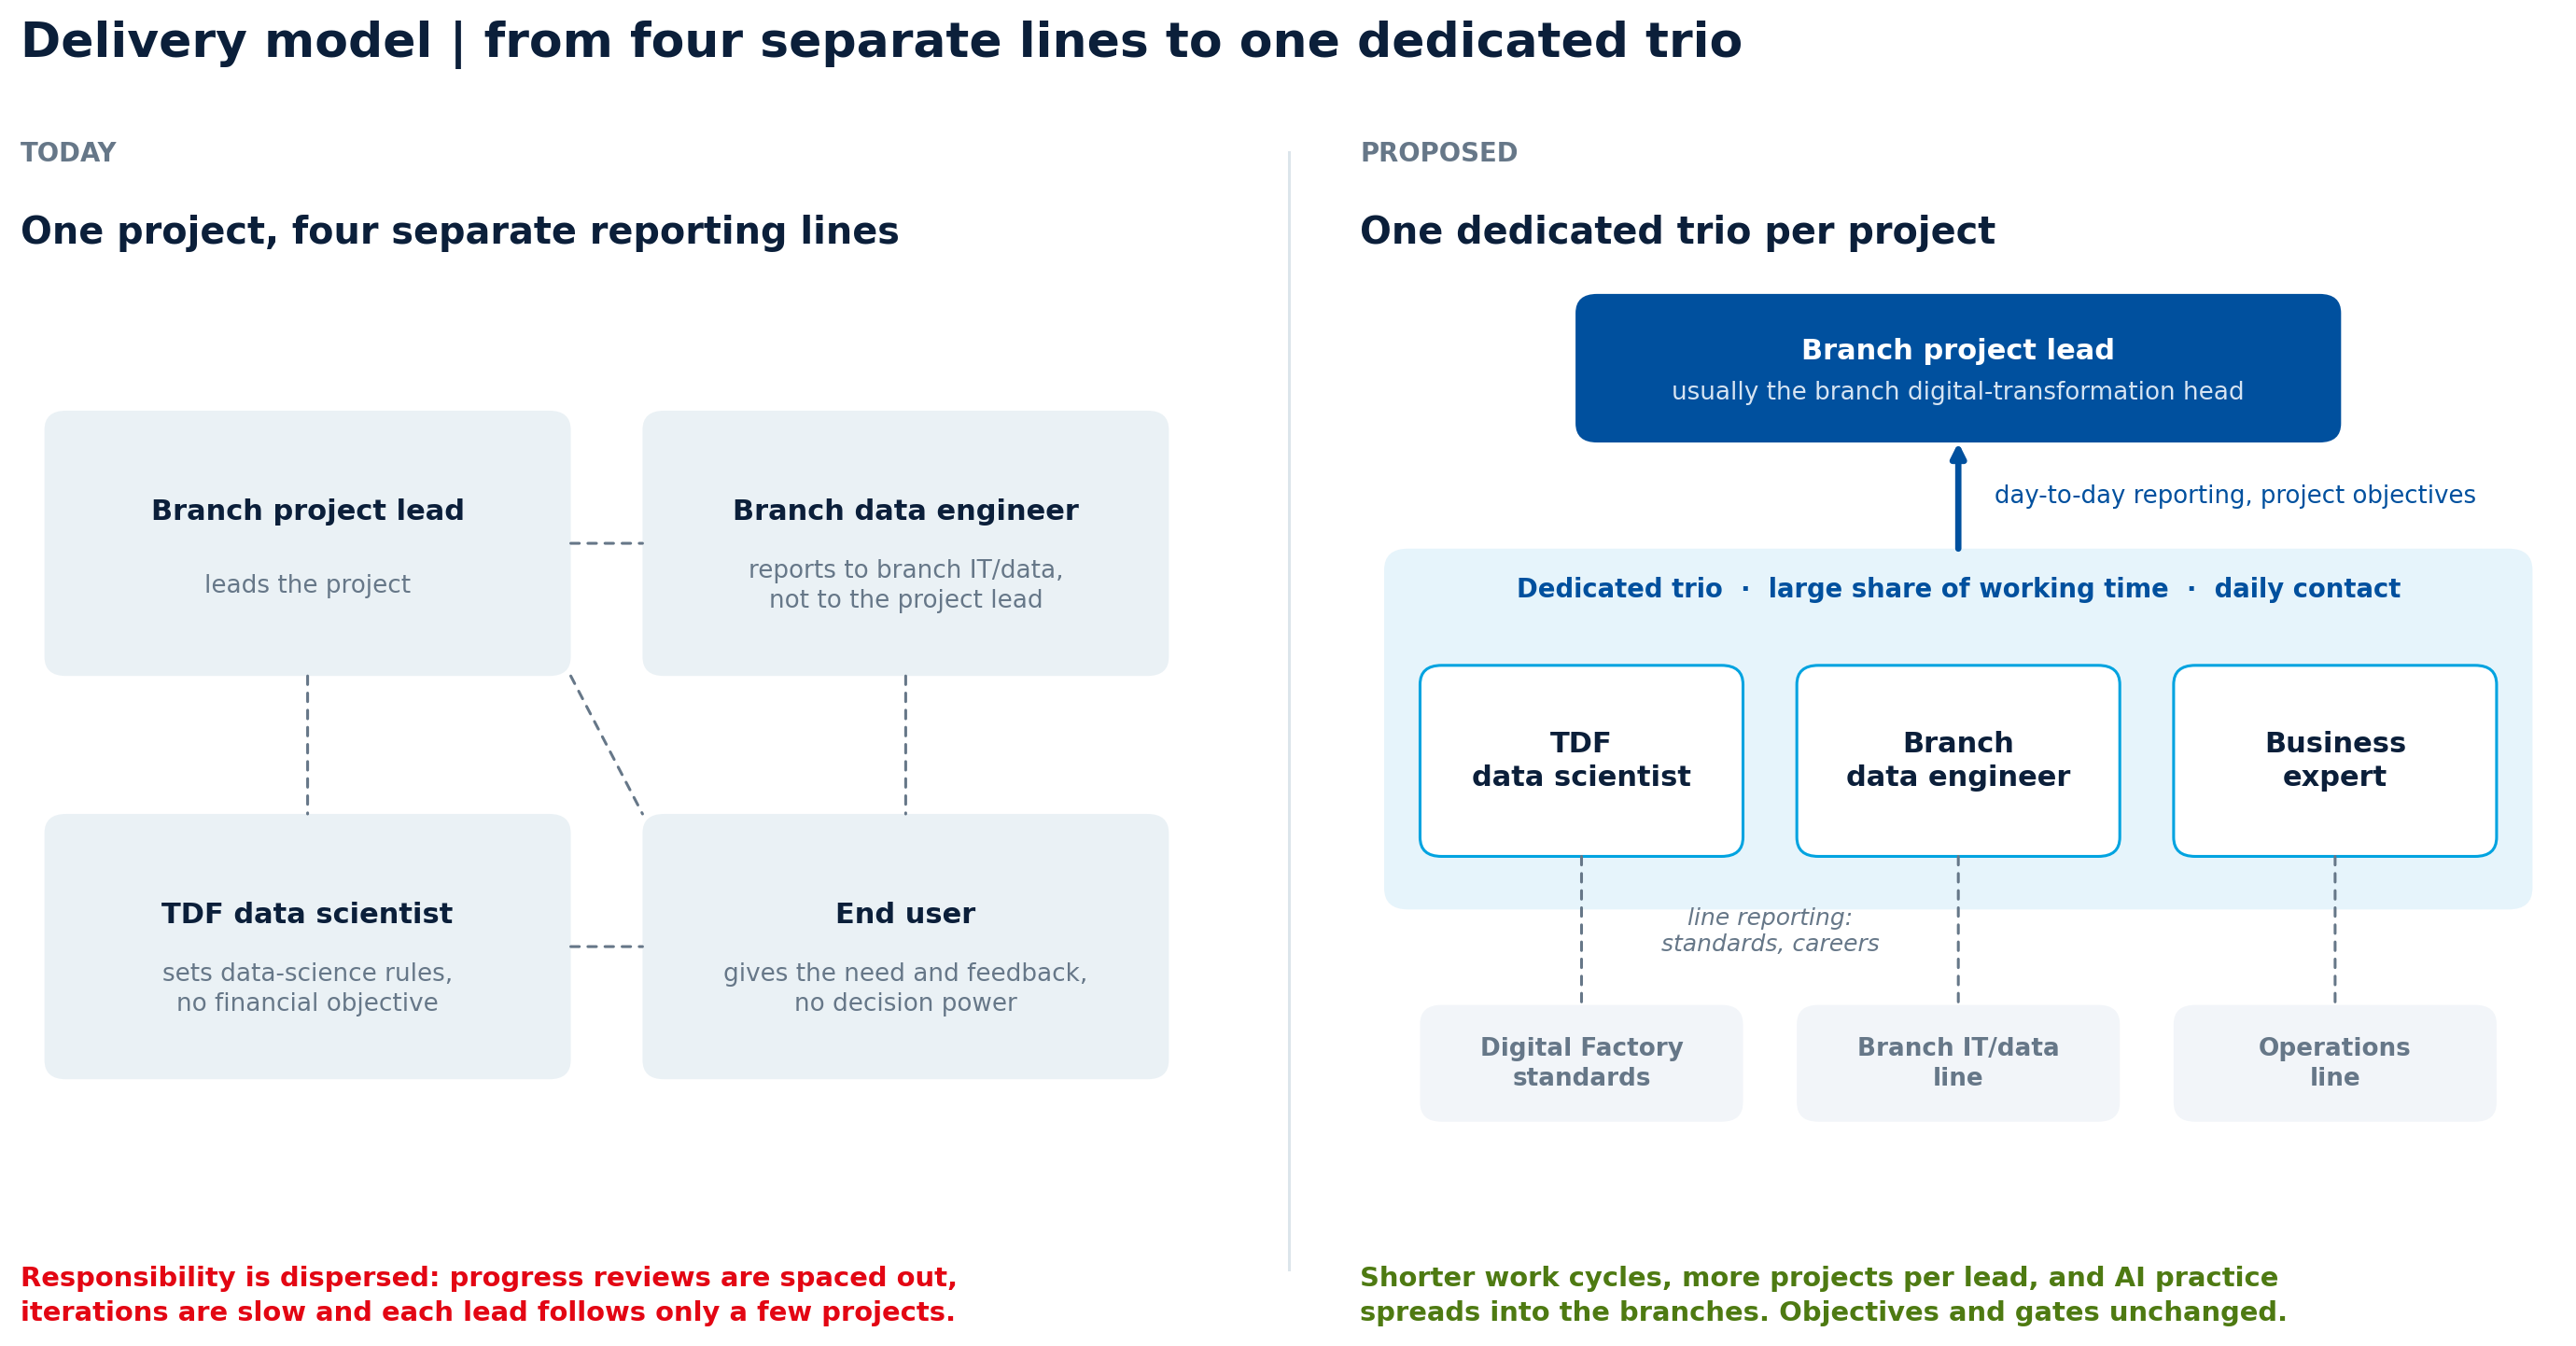 Delivery model | from four separate lines to one dedicated trio
TODAY
One project, four separate reporting lines
Branch project lead
leads the project
Branch data engineer
reports to branch IT/data,
not to the project lead
TDF data scientist
sets data-science rules,
no financial objective
End user
gives the need and feedback,
no decision power
Responsibility is dispersed: progress reviews are spaced out,
iterations are slow and each lead follows only a few projects.
PROPOSED
One dedicated trio per project
Branch project lead
usually the branch digital-transformation head
day-to-day reporting, project objectives
Dedicated trio · large share of working time · daily contact
TDF
data scientist
Branch
data engineer
Business
expert
line reporting:
standards, careers
Digital Factory
standards
Branch IT/data
line
Operations
line
Shorter work cycles, more projects per lead, and AI practice
spreads into the branches. Objectives and gates unchanged.